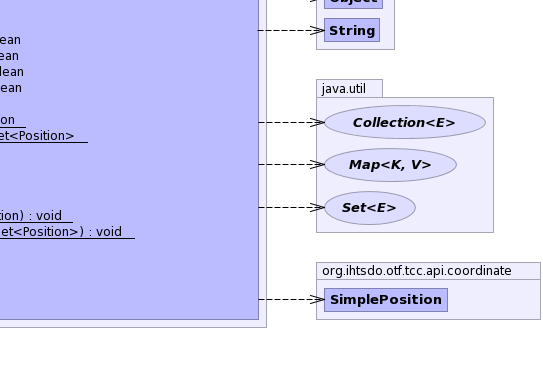 Object
String
ean
ean
lean
ean
ion
et<Position>
tion) : void
et<Position>) : void
java.util
Collection<E>
Map<K, V>
Set<E>
org.ihtsdo.otf.tcc.api.coordinate
SimplePosition